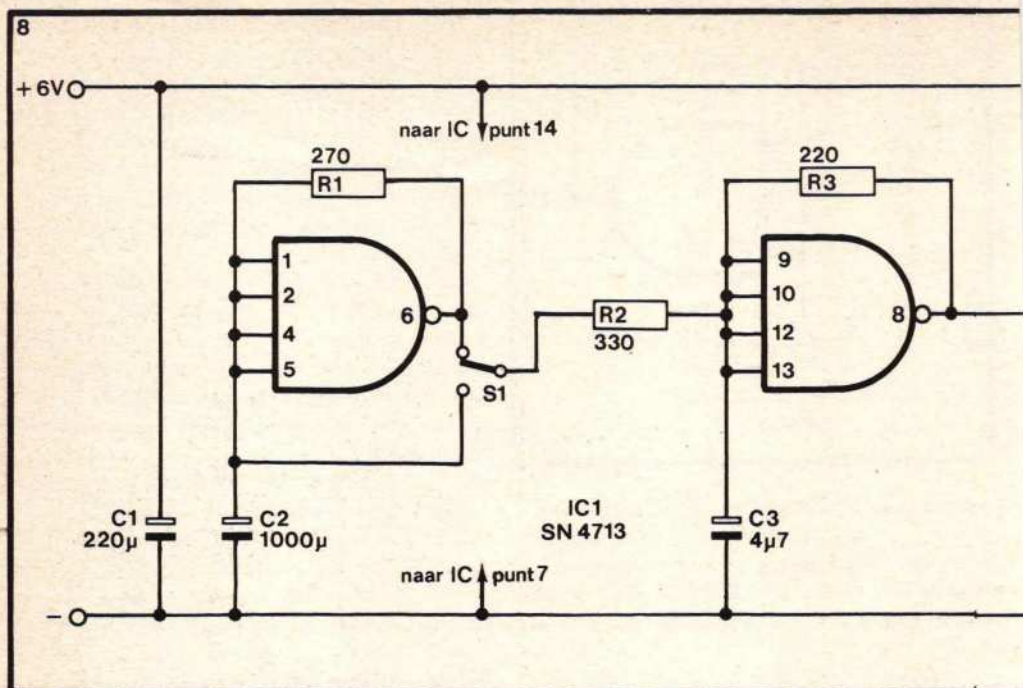 8
+ 6V
naar IC punt 14
270
R1
220
R3
1
2
4
5
6
9
10
12
13
8
R2
330
S1
C1
220µ
C2
1000µ
IC1
SN 4713
C3
4µ7
naar IC punt 7
-